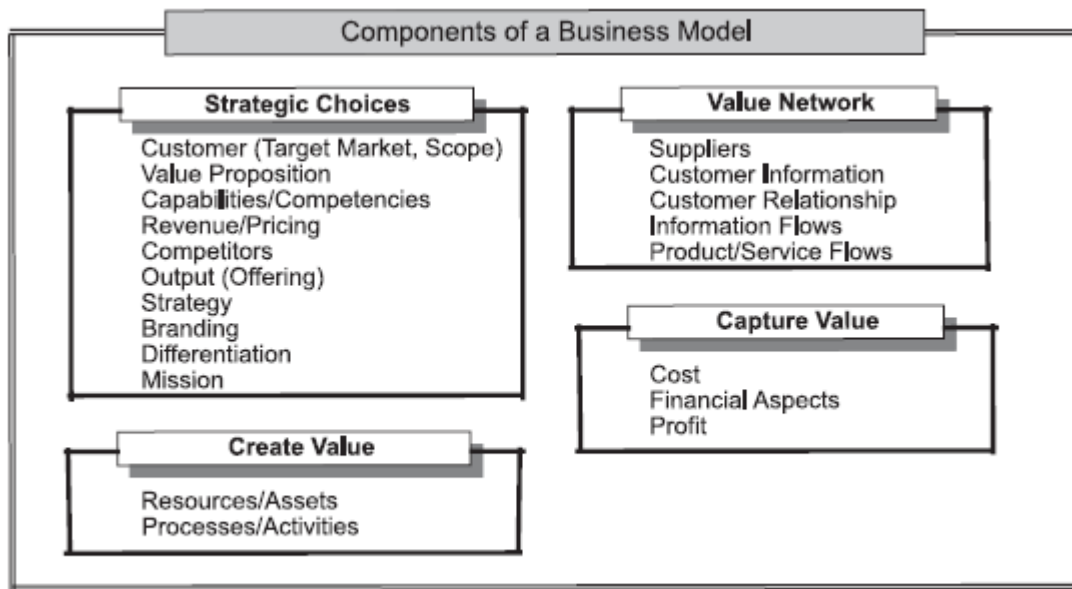 Components of a Business Model
Strategic Choices
Customer (Target Market, Scope)
Value Proposition
Capabilities/Competencies
Revenue/Pricing
Competitors
Output (Offering)
Strategy
Branding
Differentiation
Mission
Value Network
Suppliers
Customer Information
Customer Relationship
Information Flows
Product/Service Flows
Create Value
Resources/Assets
Processes/Activities
Capture Value
Cost
Financial Aspects
Profit